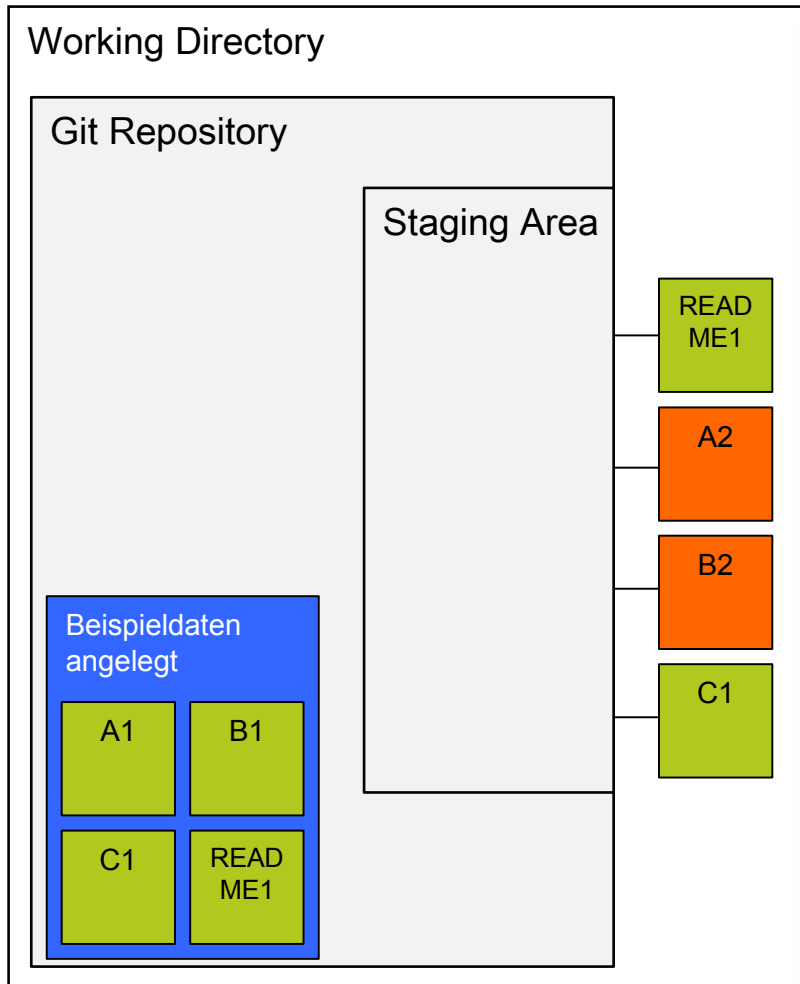 Working Directory
Git Repository
Staging Area
READ
ME1
A2
B2
C1
Beispieldaten
angelegt
A1
B1
C1
READ
ME1